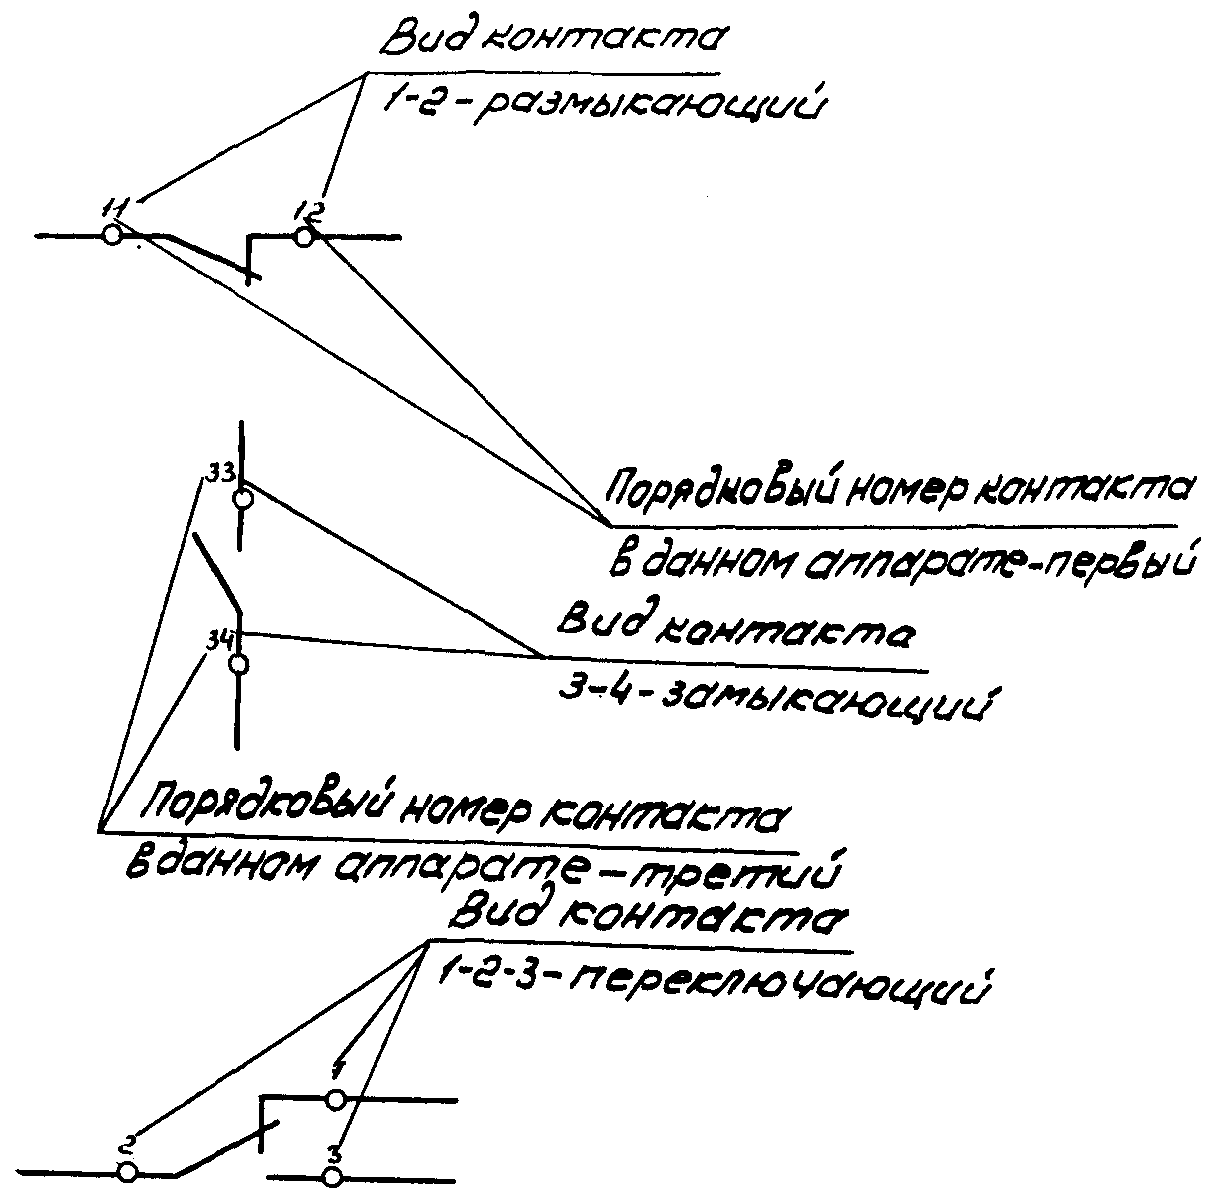 Вид контакта
1-2-размыкающий
11
12
33
Порядковый номер контакта
в данном аппарате-первый
34
Вид контакта
3-4-замыкающий
Порядковый номер контакта
в данном аппарате-третий
Вид контакта
1-2-3-переключающий
1
2
3